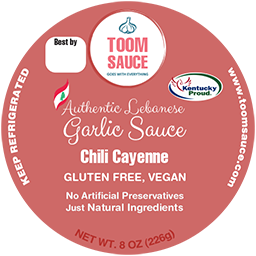 Best by
TOOM
SAUCE
GOES WITH EVERYTHING
Kentucky
Proud.
KEEP REFRIGERATED
www.toomsauce.com
Authentic Lebanese
Garlic Sauce
Chili Cayenne
GLUTEN FREE, VEGAN
No Artificial Preservatives
Just Natural Ingredients
NET WT. 8 OZ (226g)